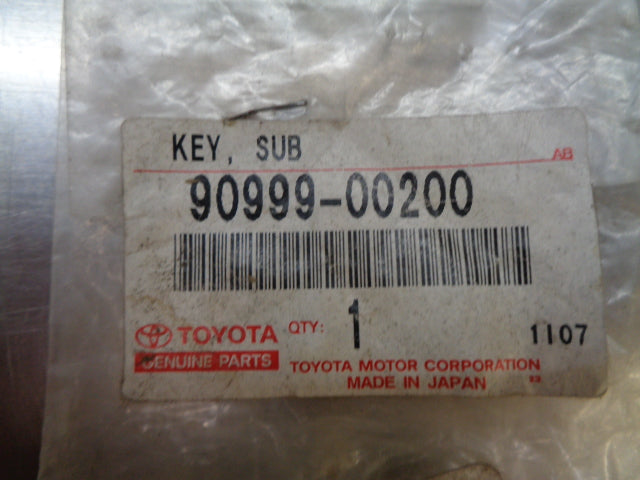 KEY, SUB
AB
90999-00200
TOYOTA QTY: 1 1107
GENUINE PARTS
TOYOTA MOTOR CORPORATION
MADE IN JAPAN